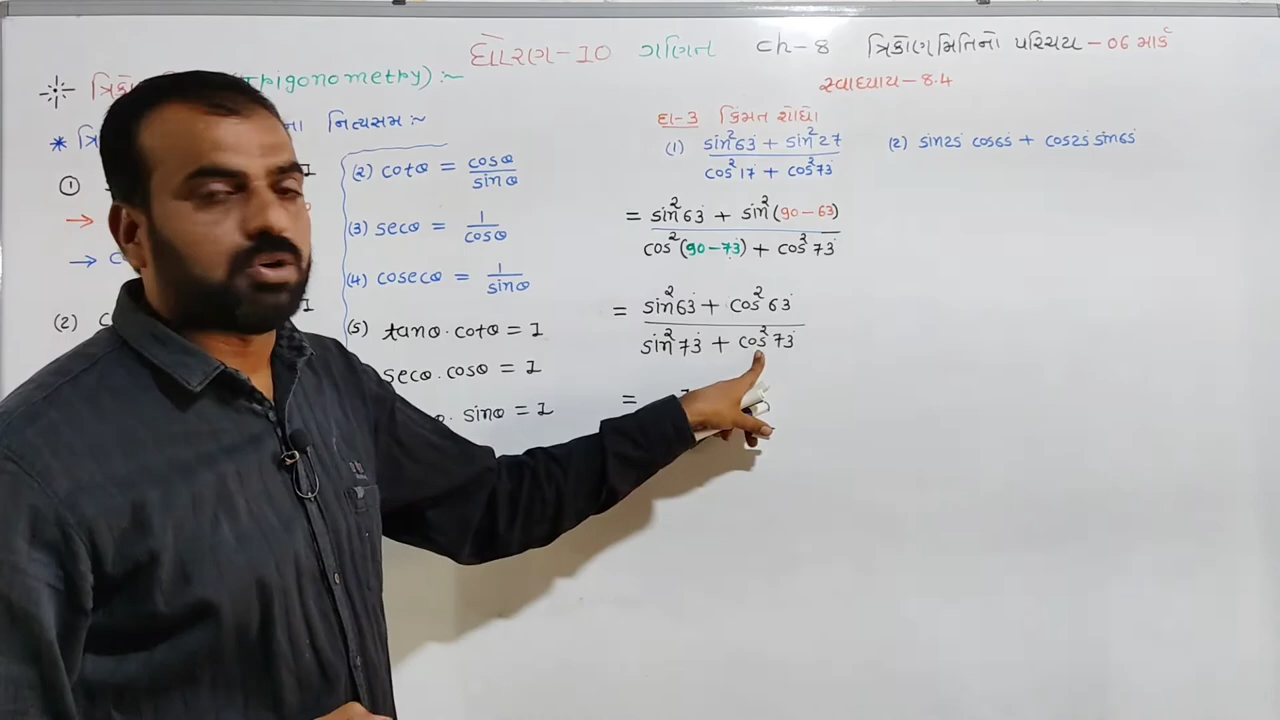 ધોરણ-10 ગણિત Ch-8 ત્રિકોણમિતિનો પરિચય - 06 માર્ક
સ્વાધ્યાય - 8.4
(Trigonometry) :~
* ના નિત્યસમ :~
①
(2) cotθ = cosθ/sinθ
(3) secθ = 1/cosθ
(4) cosecθ = 1/sinθ
(2)
(5) tanθ · cotθ = 1
secθ · cosθ = 1
· sinθ = 1
દા-3 કિંમત શોધો
(1) sin²63° + sin²27° / cos²17° + cos²73°
= sin²63° + sin²(90 - 63) / cos²(90 - 73°) + cos²73°
= sin²63° + cos²63° / sin²73° + cos²73°
=
(2) sin25° cos65° + cos25° sin65°